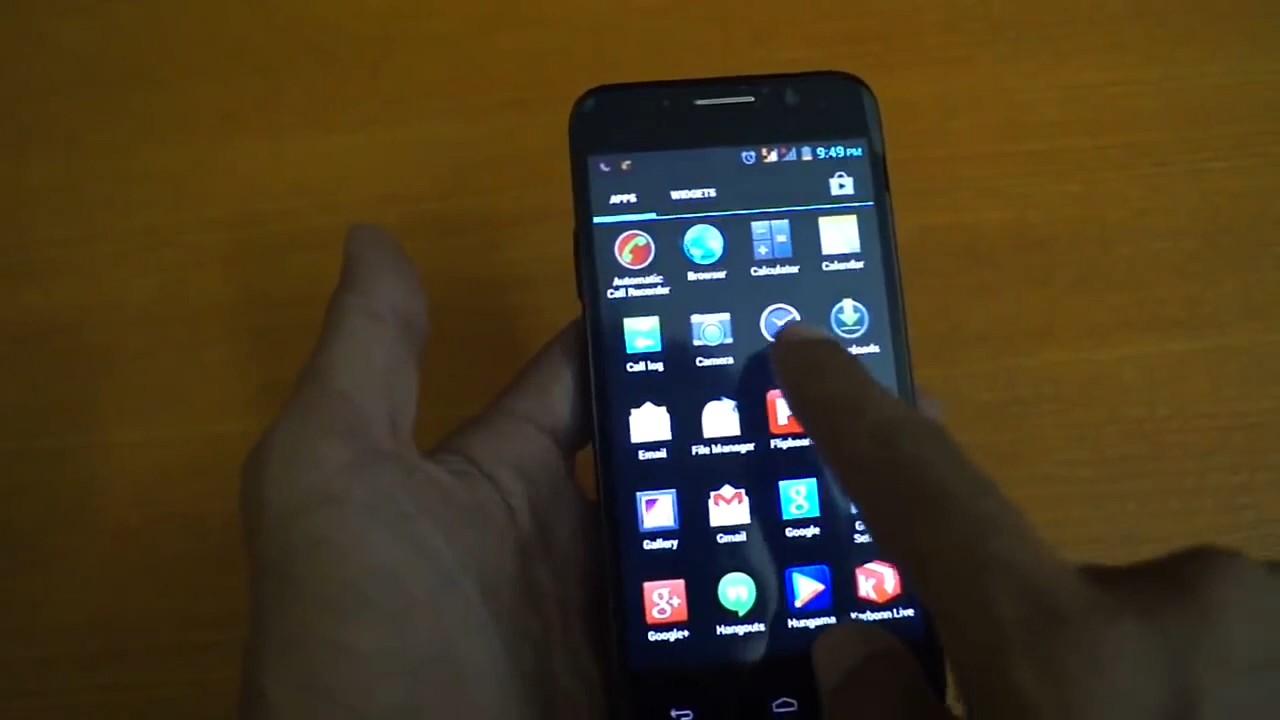 9:49 PM
APPS WIDGETS
Automatic Call Recorder
Browser
Calculator
Calendar
Call log
Camera
Email
File Manager
Gallery
Gmail
Google
Google+
Hangouts
Hungama
Karbonn Live